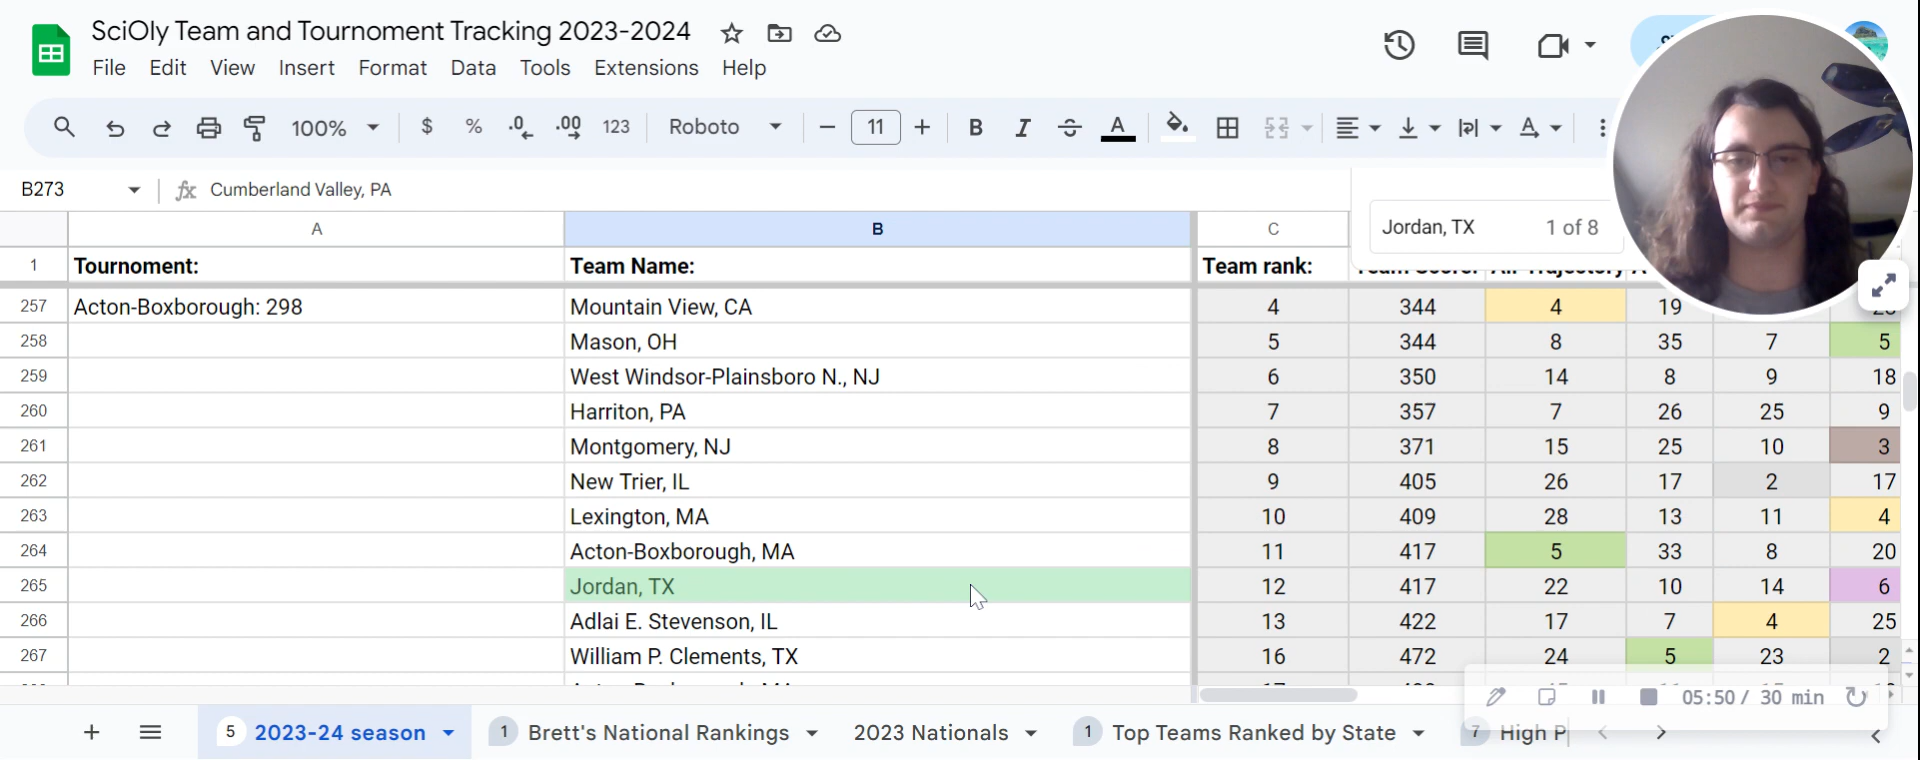 SciOly Team and Tournoment Tracking 2023-2024
File Edit View Insert Format Data Tools Extensions Help
100% $ % .0 .00 123 Roboto 11 B I S A
B273 fx Cumberland Valley, PA
Jordan, TX 1 of 8
A B C
1 Tournoment: Team Name: Team rank:
257 Acton-Boxborough: 298 Mountain View, CA 4 344 4 19
258 Mason, OH 5 344 8 35 7 5
259 West Windsor-Plainsboro N., NJ 6 350 14 8 9 18
260 Harriton, PA 7 357 7 26 25 9
261 Montgomery, NJ 8 371 15 25 10 3
262 New Trier, IL 9 405 26 17 2 17
263 Lexington, MA 10 409 28 13 11 4
264 Acton-Boxborough, MA 11 417 5 33 8 20
265 Jordan, TX 12 417 22 10 14 6
266 Adlai E. Stevenson, IL 13 422 17 7 4 25
267 William P. Clements, TX 16 472 24 5 23 2
05:50 / 30 min
5 2023-24 season 1 Brett's National Rankings 2023 Nationals 1 Top Teams Ranked by State 7 High P